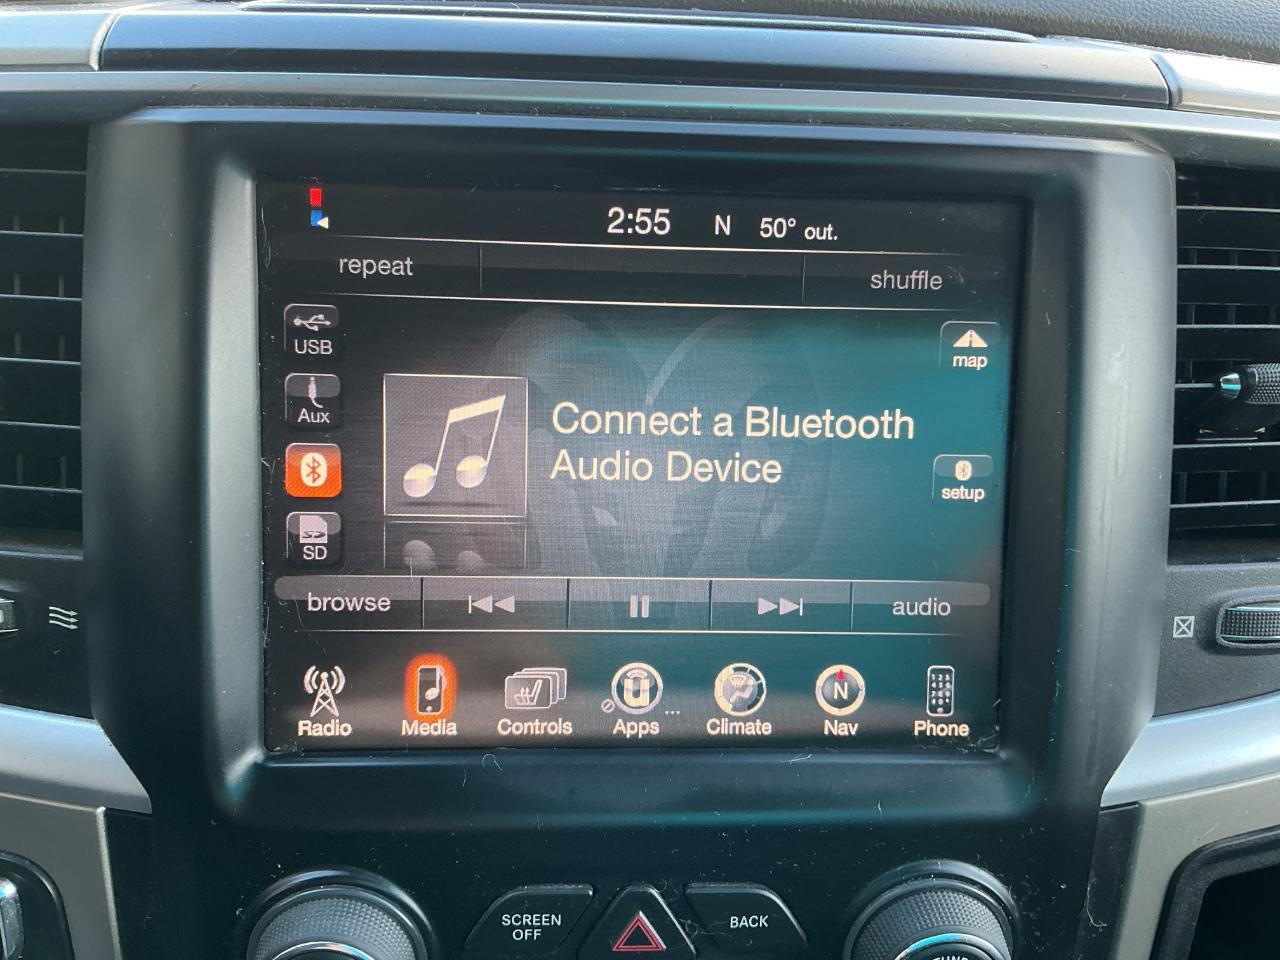 2:55 N 50° out.
repeat shuffle
USB
map
Aux
Connect a Bluetooth
Audio Device
setup
SD
browse audio
Radio Media Controls Apps Climate Nav Phone
SCREEN
OFF
BACK